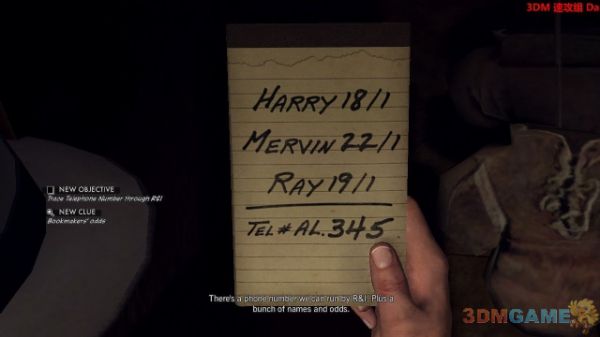 3DM 速攻组 Da
HARRY 18/1
MERVIN 22/1
RAY 19/1
TEL # AL. 345
NEW OBJECTIVE
Trace Telephone Number through R&I
NEW CLUE
Bookmakers' odds
There's a phone number we can run by R&I. Plus a
bunch of names and odds.
3DMGAME